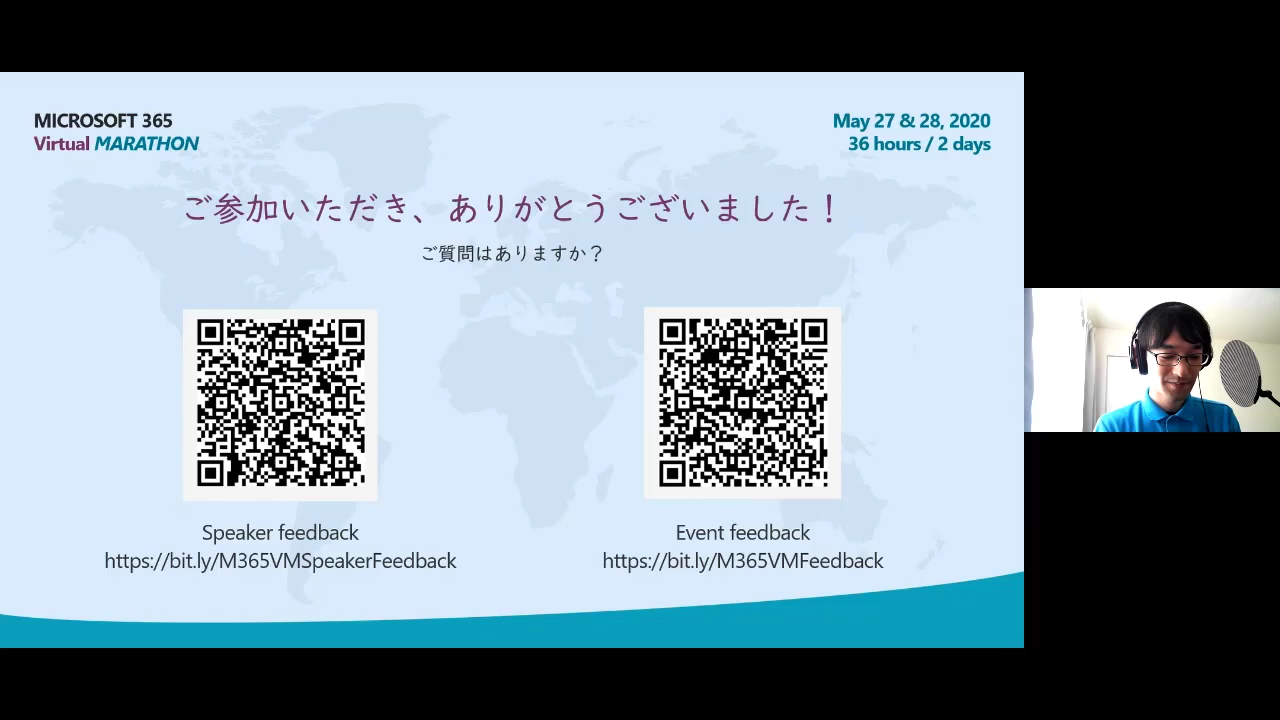 MICROSOFT 365
Virtual MARATHON
May 27 & 28, 2020
36 hours / 2 days
ご参加いただき、ありがとうございました！
ご質問はありますか？
Speaker feedback
https://bit.ly/M365VMSpeakerFeedback
Event feedback
https://bit.ly/M365VMFeedback